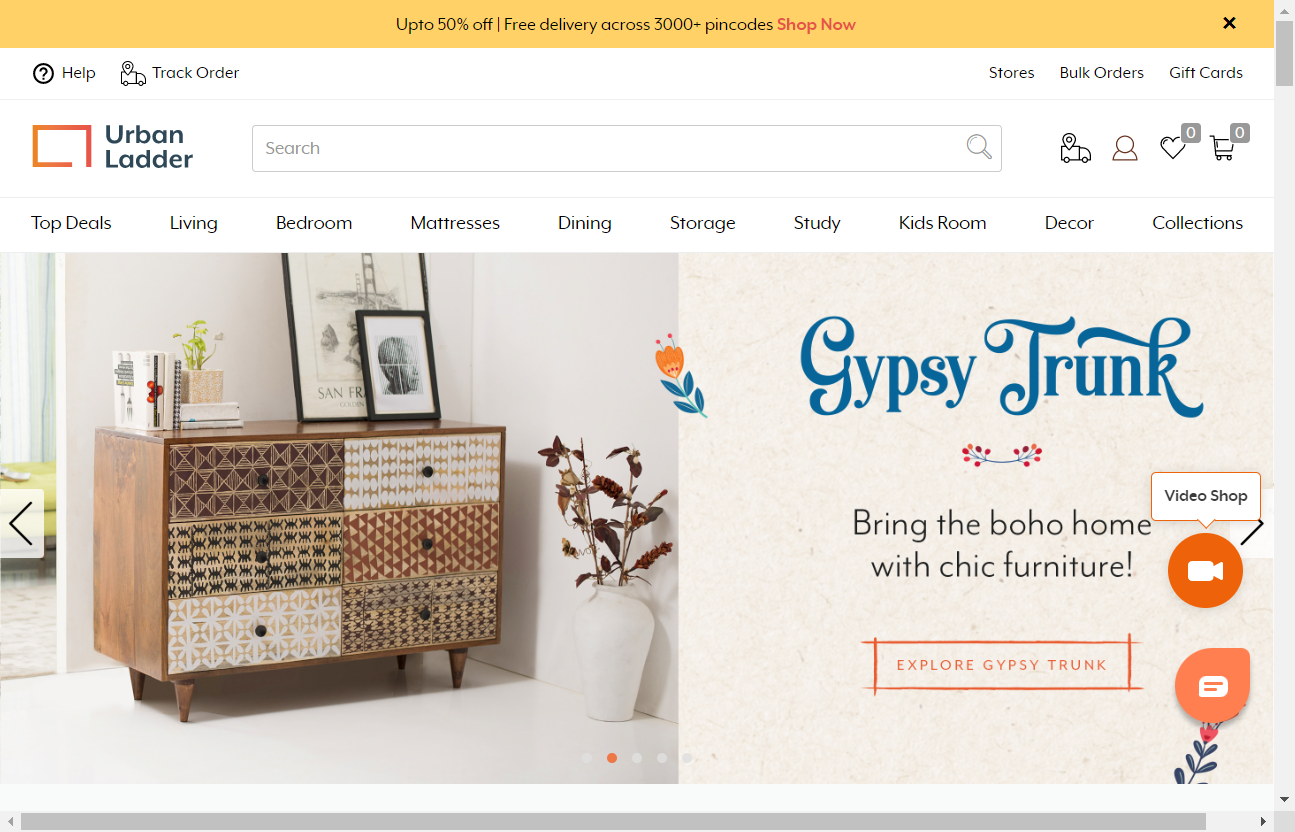 Upto 50% off | Free delivery across 3000+ pincodes Shop Now
Help
Track Order
Stores
Bulk Orders
Gift Cards
Urban
Ladder
Search
0
0
Top Deals
Living
Bedroom
Mattresses
Dining
Storage
Study
Kids Room
Decor
Collections
SAN FRA
GOLDEN
Gypsy Trunk
Bring the boho home
with chic furniture!
EXPLORE GYPSY TRUNK
Video Shop